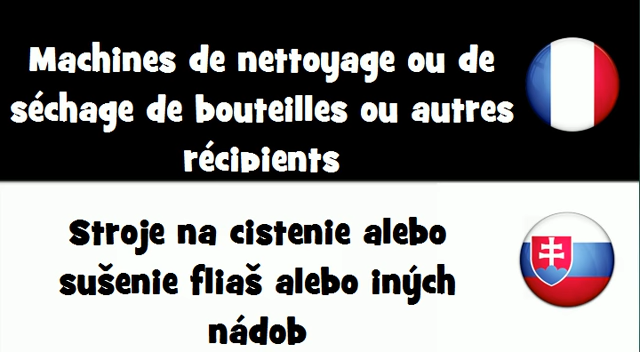 Machines de nettoyage ou de
séchage de bouteilles ou autres
récipients
Stroje na cistenie alebo
sušenie fliaš alebo iných
nádob